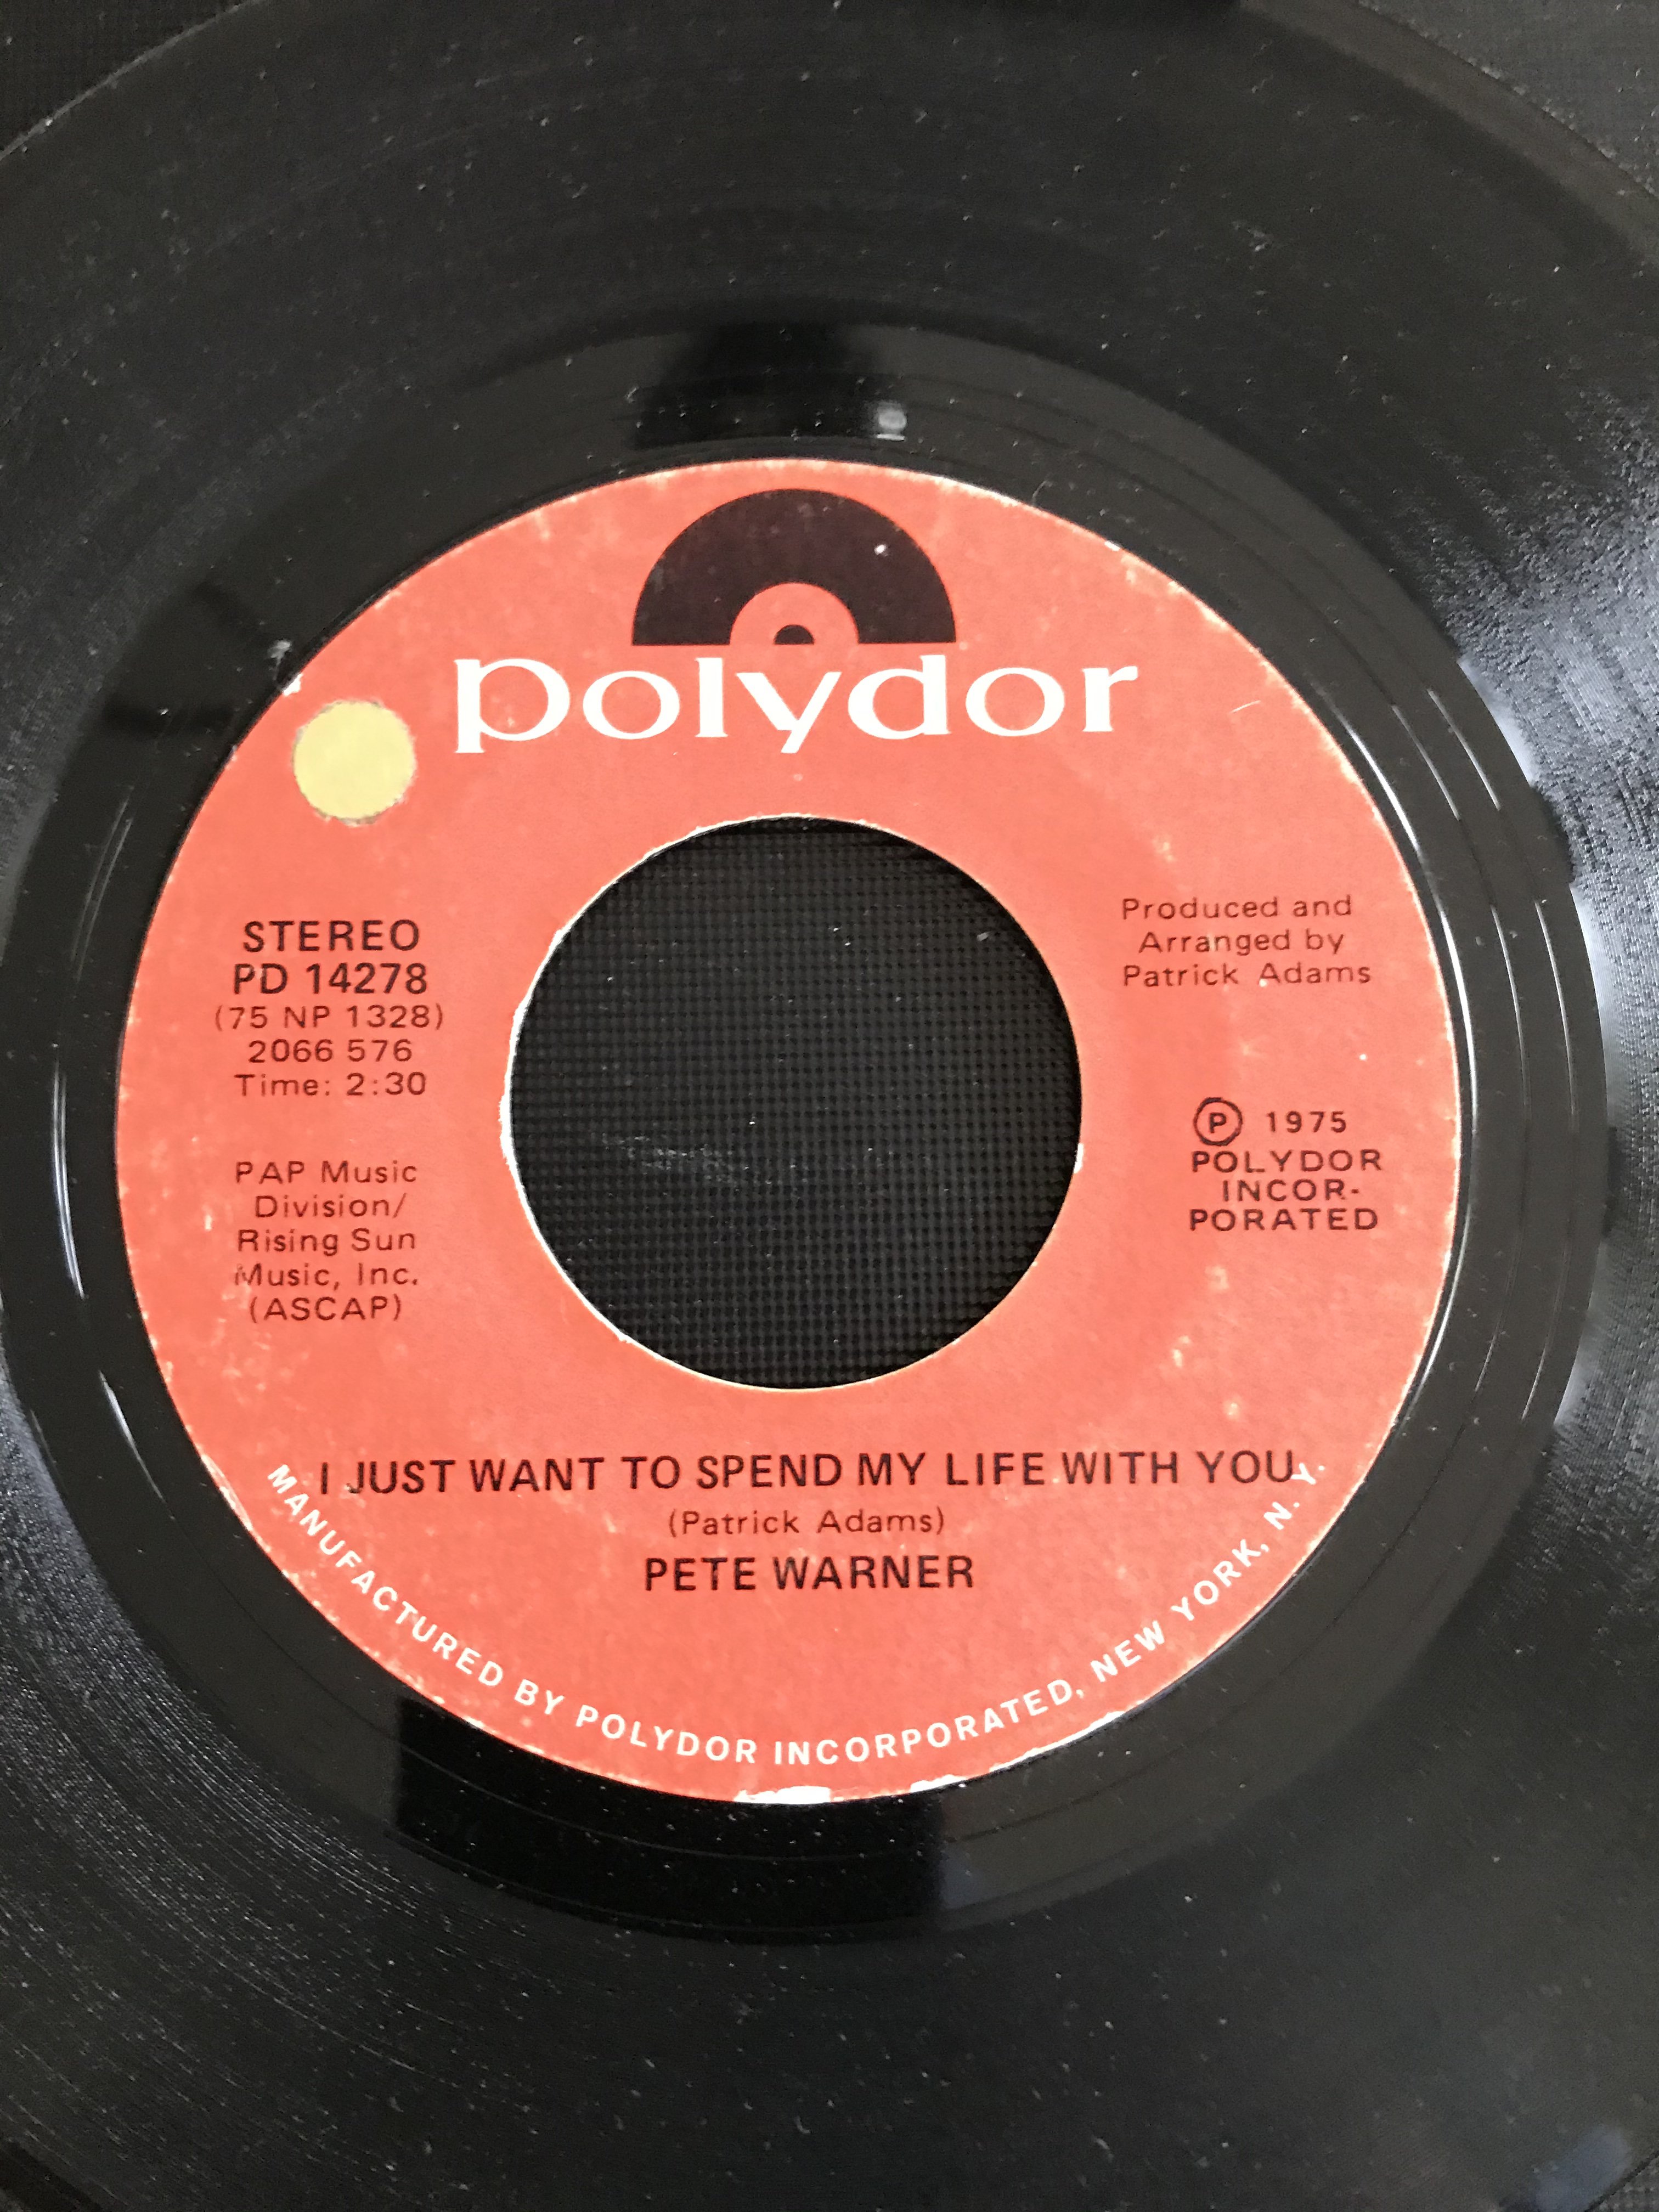 polydor
STEREO
PD 14278
(75 NP 1328)
2066 576
Time: 2:30
PAP Music
Division/
Rising Sun
Music, Inc.
(ASCAP)
Produced and
Arranged by
Patrick Adams
Ⓟ 1975
POLYDOR
INCOR-
PORATED
I JUST WANT TO SPEND MY LIFE WITH YOU
(Patrick Adams)
PETE WARNER
MANUFACTURED BY POLYDOR INCORPORATED, NEW YORK, N.Y.